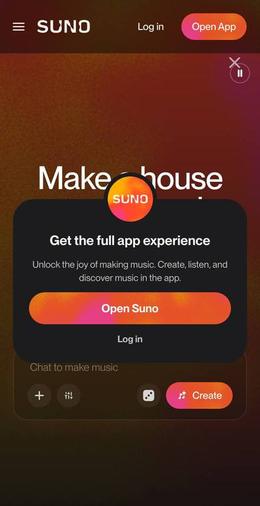 SUNO
Log in
Open App
Make a house
SUNO
Get the full app experience
Unlock the joy of making music. Create, listen, and
discover music in the app.
Open Suno
Log in
Chat to make music
Create